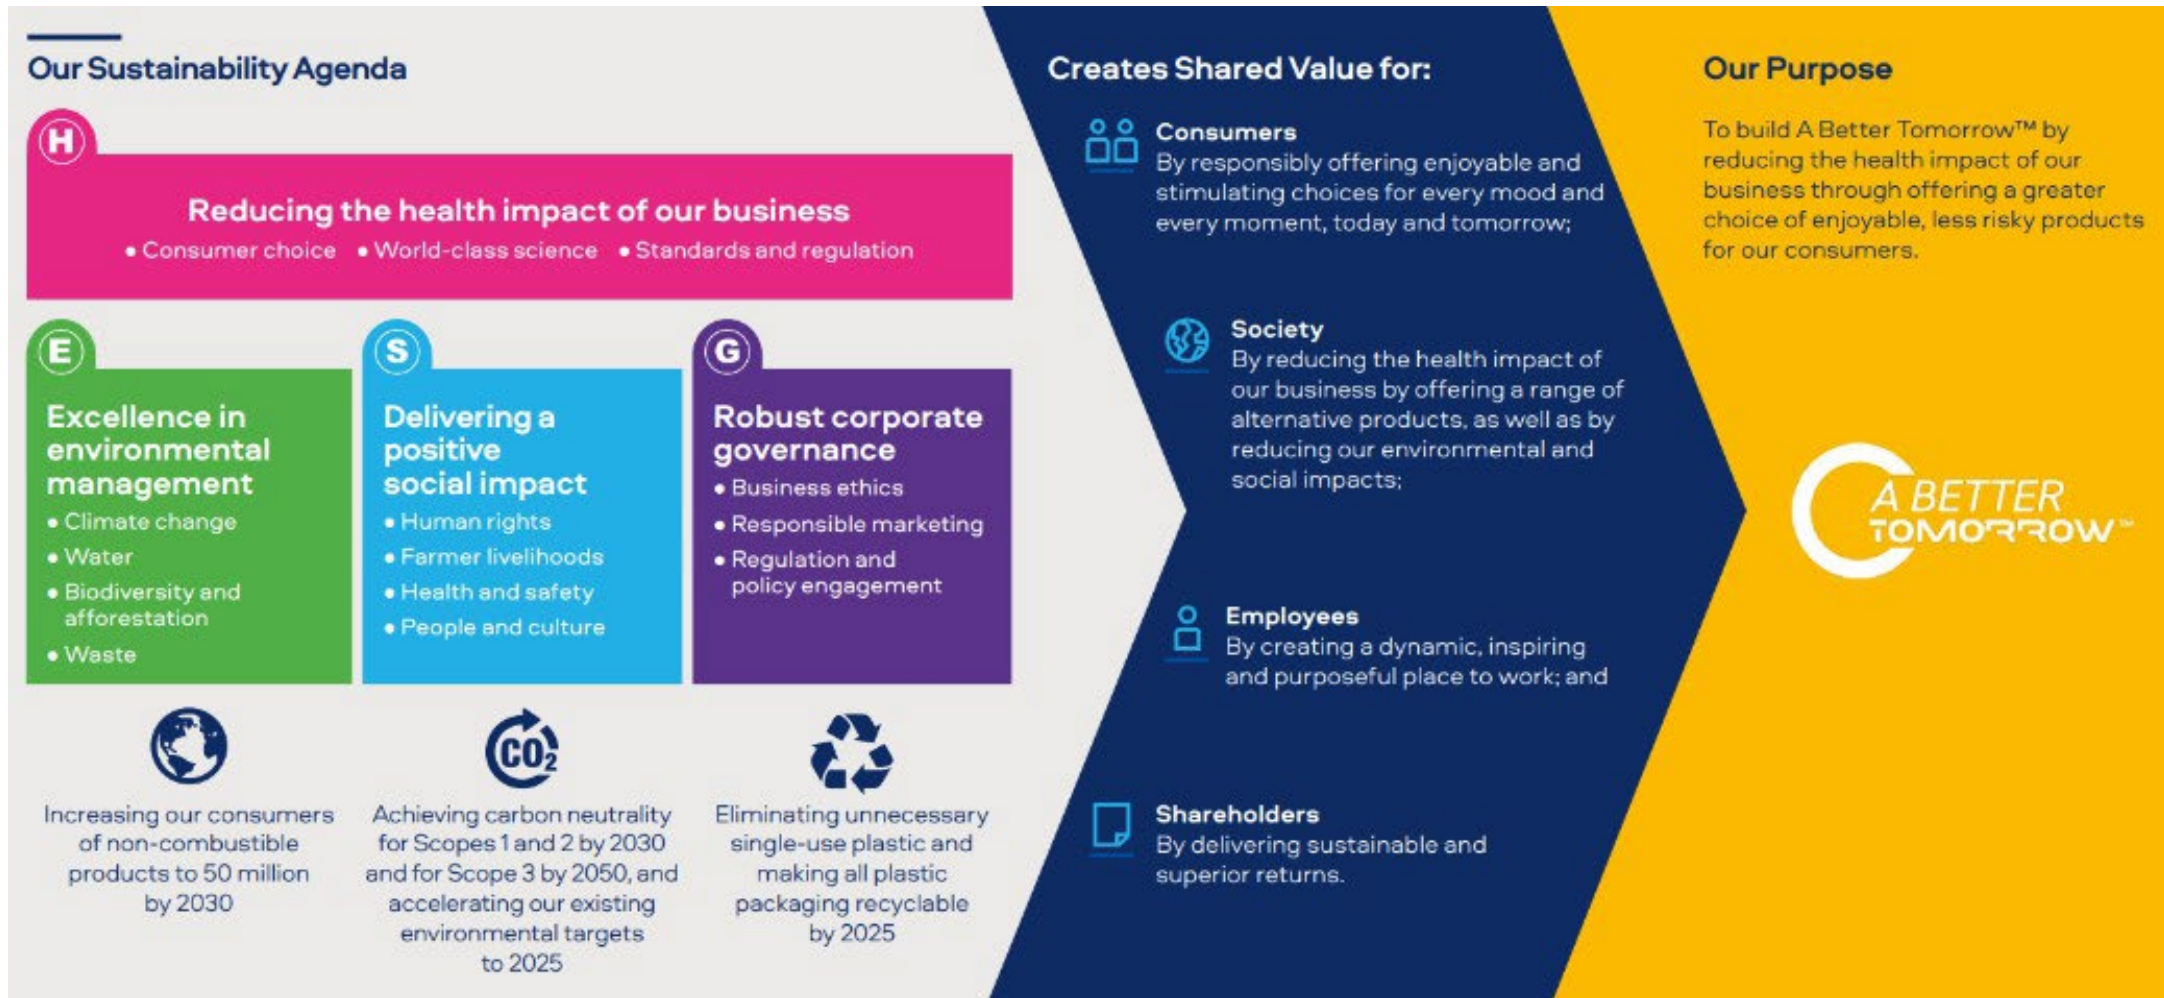 Our Sustainability Agenda
H
Reducing the health impact of our business
• Consumer choice • World-class science • Standards and regulation
E
Excellence in
environmental
management
• Climate change
• Water
• Biodiversity and
afforestation
• Waste
S
Delivering a
positive
social impact
• Human rights
• Farmer livelihoods
• Health and safety
• People and culture
G
Robust corporate
governance
• Business ethics
• Responsible marketing
• Regulation and
policy engagement
Increasing our consumers
of non-combustible
products to 50 million
by 2030
CO2
Achieving carbon neutrality
for Scopes 1 and 2 by 2030
and for Scope 3 by 2050, and
accelerating our existing
environmental targets
to 2025
Eliminating unnecessary
single-use plastic and
making all plastic
packaging recyclable
by 2025
Creates Shared Value for:
Consumers
By responsibly offering enjoyable and
stimulating choices for every mood and
every moment, today and tomorrow;
Society
By reducing the health impact of
our business by offering a range of
alternative products, as well as by
reducing our environmental and
social impacts;
Employees
By creating a dynamic, inspiring
and purposeful place to work; and
Shareholders
By delivering sustainable and
superior returns.
Our Purpose
To build A Better Tomorrow™ by
reducing the health impact of our
business through offering a greater
choice of enjoyable, less risky products
for our consumers.
A BETTER
TOMORROW™